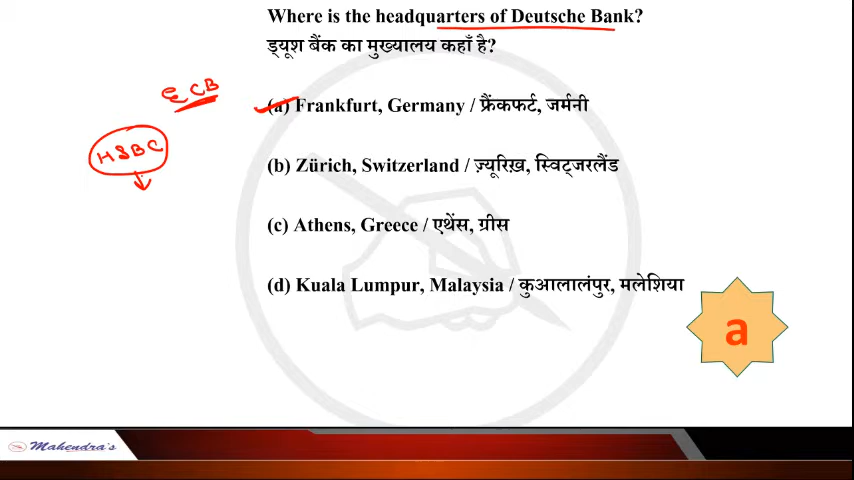 Where is the headquarters of Deutsche Bank?
ड्यूश बैंक का मुख्यालय कहाँ है?
ECB
(a) Frankfurt, Germany / फ्रैंकफर्ट, जर्मनी
HSBC
(b) Zürich, Switzerland / ज़्यूरिख़, स्विट्जरलैंड
(c) Athens, Greece / एथेंस, ग्रीस
(d) Kuala Lumpur, Malaysia / कुआलालंपुर, मलेशिया
a
Mahendra's